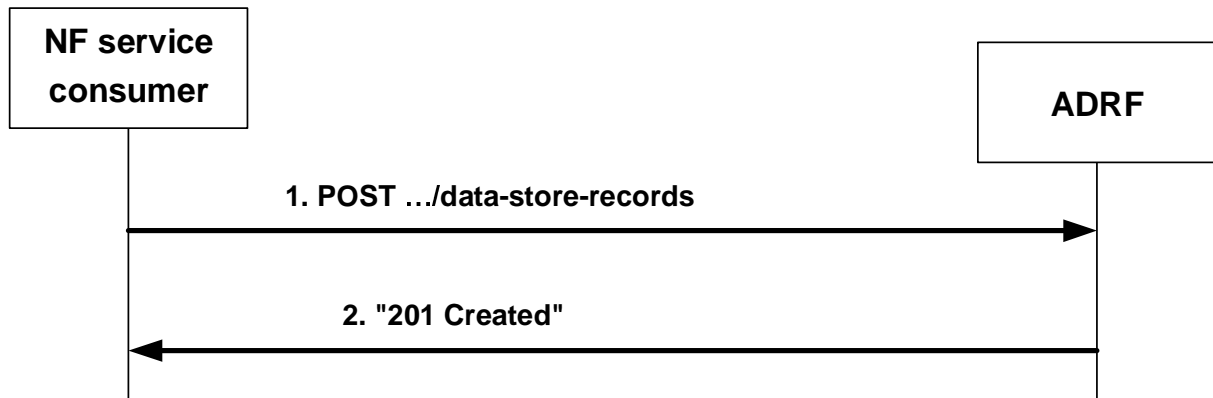 NF service
consumer
ADRF
1. POST …/data-store-records
2. "201 Created"